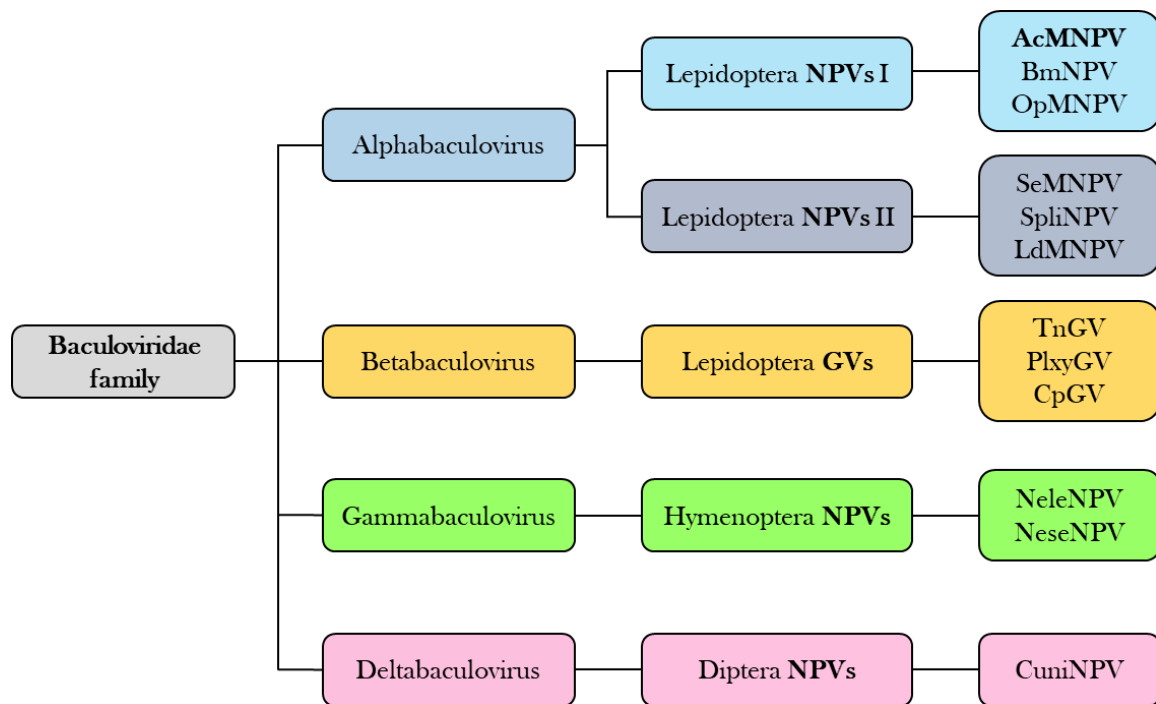 Baculoviridae
family
Alphabaculovirus
Lepidoptera NPVs I
AcMNPV
BmNPV
OpMNPV
Lepidoptera NPVs II
SeMNPV
SpliNPV
LdMNPV
Betabaculovirus
Lepidoptera GVs
TnGV
PlxyGV
CpGV
Gammabaculovirus
Hymenoptera NPVs
NeleNPV
NeseNPV
Deltabaculovirus
Diptera NPVs
CuniNPV